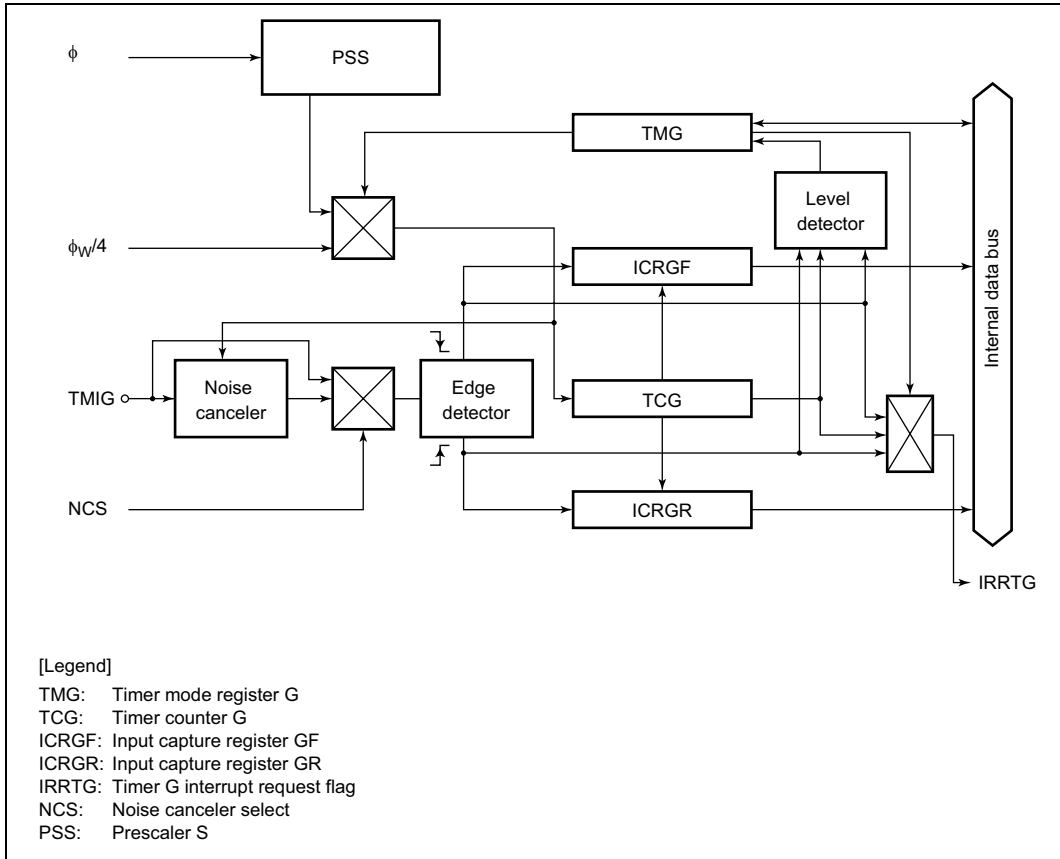 ϕ
PSS
TMG
Level
detector
ϕW/4
ICRGF
Internal data bus
TMIG
Noise
canceler
Edge
detector
TCG
NCS
ICRGR
IRRTG
[Legend]
TMG: Timer mode register G
TCG: Timer counter G
ICRGF: Input capture register GF
ICRGR: Input capture register GR
IRRTG: Timer G interrupt request flag
NCS: Noise canceler select
PSS: Prescaler S